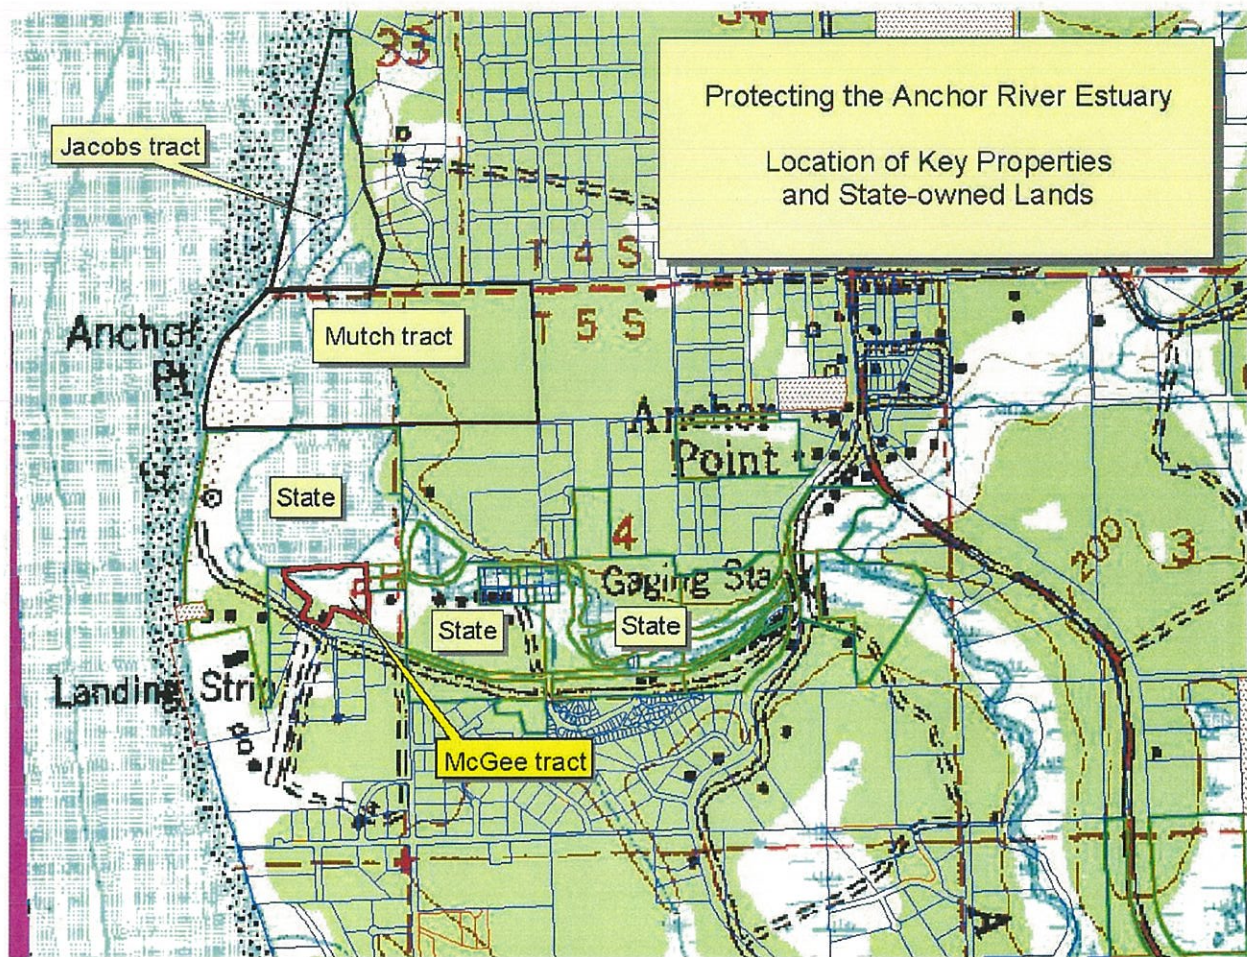 34
33
Protecting the Anchor River Estuary
Location of Key Properties
and State-owned Lands
Jacobs tract
T 4 S
Mutch tract
T 5 S
Anchor
Pt
Anchor
Point
State
4
200
3
Gaging Sta
State
State
Landing Strip
McGee tract
A